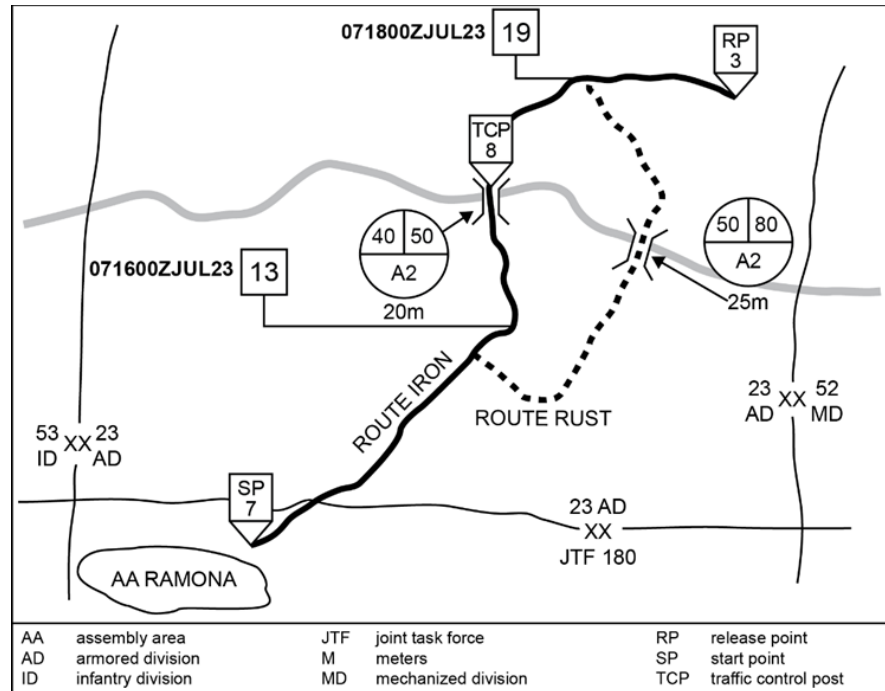 071800ZJUL23
19
RP
3
TCP
8
40 50
A2
20m
50 80
A2
25m
071600ZJUL23
13
ROUTE IRON
ROUTE RUST
53 XX 23
ID AD
23 XX 52
AD MD
SP
7
23 AD
XX
JTF 180
AA RAMONA
AA assembly area
AD armored division
ID infantry division
JTF joint task force
M meters
MD mechanized division
RP release point
SP start point
TCP traffic control post